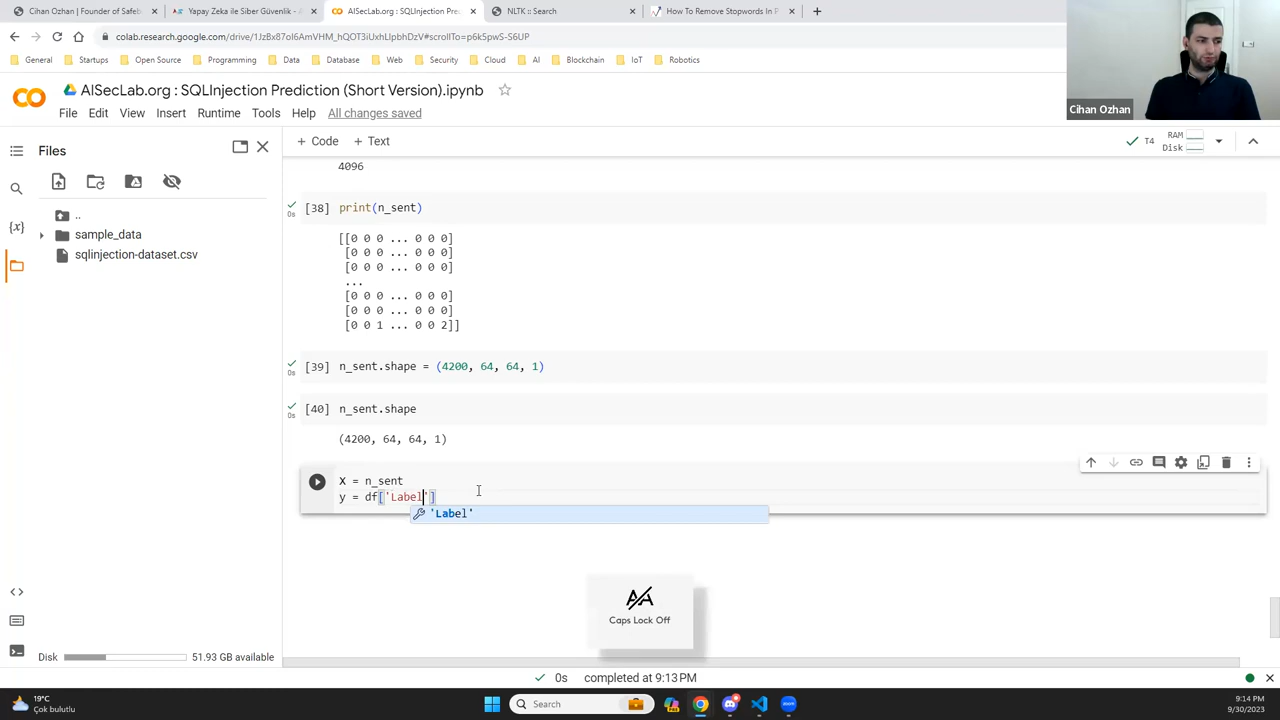 Cihan Ozhan | Founder of Safeb
Yapay Zeka ile Siber Güvenlik - A
AISecLab.org : SQLInjection Prec
NLTK :: Search
How To Remove Stopwords In P
colab.research.google.com/drive/1JzBx87oI6AmVHM_hQOT3iUxhLlpbhDzV#scrollTo=p6k5pwS-S6UP
General
Startups
Open Source
Programming
Data
Database
Web
Security
Cloud
AI
Blockchain
IoT
Robotics
Cihan Ozhan
AISecLab.org : SQLInjection Prediction (Short Version).ipynb
File Edit View Insert Runtime Tools Help All changes saved
Files
+ Code + Text
T4
RAM
Disk
..
sample_data
sqlinjection-dataset.csv
4096
0s
[38] print(n_sent)
[[0 0 0 ... 0 0 0]
[0 0 0 ... 0 0 0]
[0 0 0 ... 0 0 0]
...
[0 0 0 ... 0 0 0]
[0 0 0 ... 0 0 0]
[0 0 1 ... 0 0 2]]
0s
[39] n_sent.shape = (4200, 64, 64, 1)
0s
[40] n_sent.shape
(4200, 64, 64, 1)
X = n_sent
y = df['Label']
'Label'
Caps Lock Off
Disk
51.93 GB available
0s completed at 9:13 PM
19°C
Çok bulutlu
Search
9:14 PM
9/30/2023